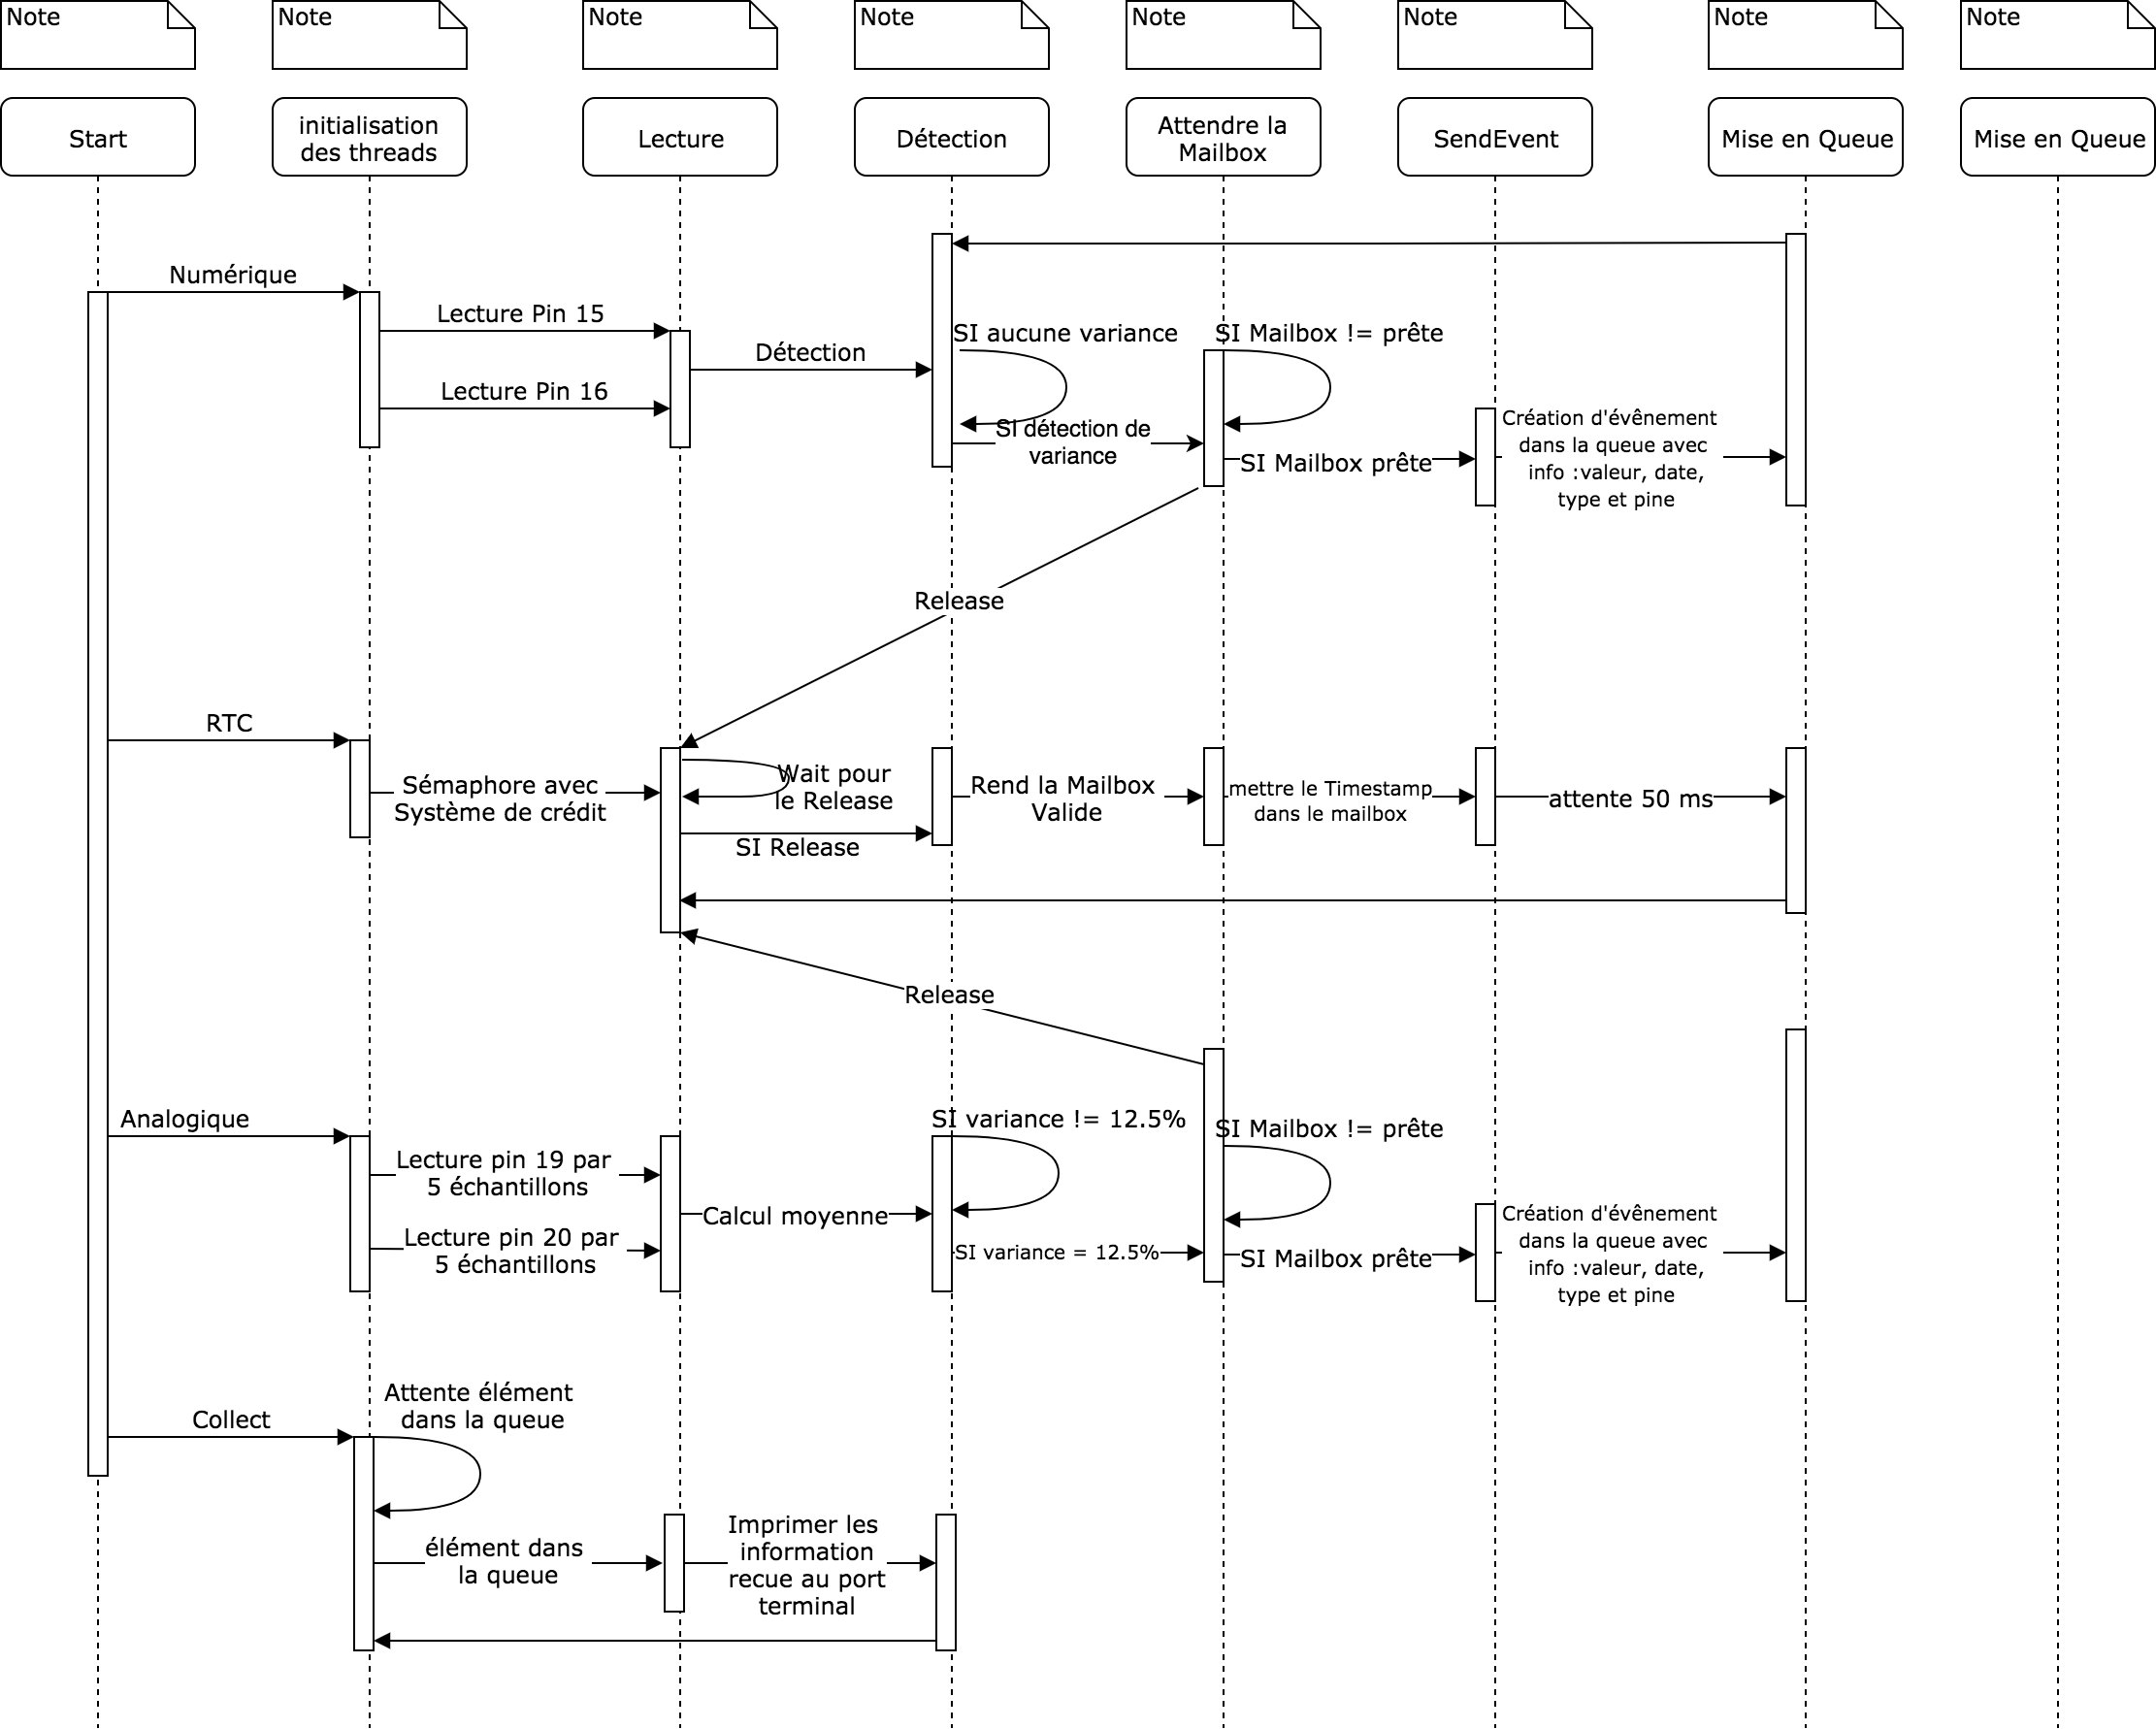 Note
Note
Note
Note
Note
Note
Note
Note
Start
initialisation
des threads
Lecture
Détection
Attendre la
Mailbox
SendEvent
Mise en Queue
Mise en Queue
Numérique
Lecture Pin 15
Lecture Pin 16
Détection
SI aucune variance
SI détection de
variance
SI Mailbox != prête
SI Mailbox prête
Création d'évênement
dans la queue avec
info :valeur, date,
type et pine
Release
RTC
Sémaphore avec
Système de crédit
Wait pour
le Release
SI Release
Rend la Mailbox
Valide
mettre le Timestamp
dans le mailbox
attente 50 ms
Release
Analogique
Lecture pin 19 par
5 échantillons
Lecture pin 20 par
5 échantillons
Calcul moyenne
SI variance != 12.5%
SI variance = 12.5%
SI Mailbox != prête
SI Mailbox prête
Création d'évênement
dans la queue avec
info :valeur, date,
type et pine
Collect
Attente élément
dans la queue
élément dans
la queue
Imprimer les
information
recue au port
terminal